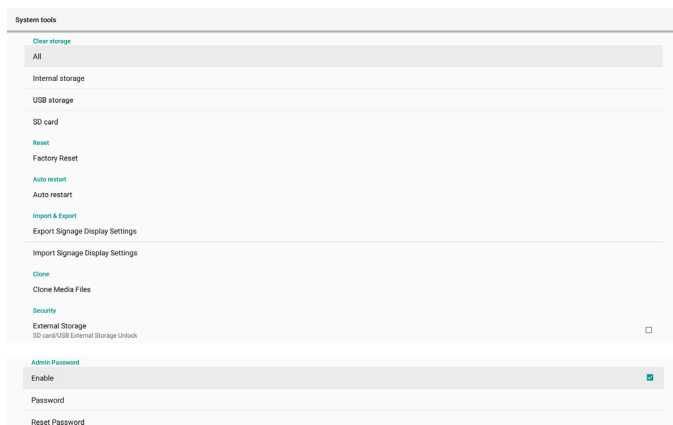 System tools
Clear storage
All
Internal storage
USB storage
SD card
Reset
Factory Reset
Auto restart
Auto restart
Import & Export
Export Signage Display Settings
Import Signage Display Settings
Clone
Clone Media Files
Security
External Storage
SD card/USB External Storage Unlock
Admin Password
Enable
Password
Reset Password